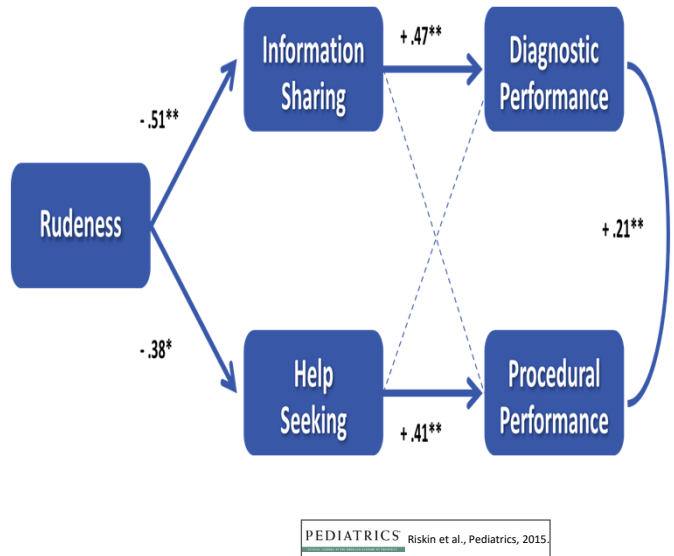 Information
Sharing
+ .47**
Diagnostic
Performance
- .51**
Rudeness
+ .21**
- .38*
Help
Seeking
+ .41**
Procedural
Performance
PEDIATRICS Riskin et al., Pediatrics, 2015.